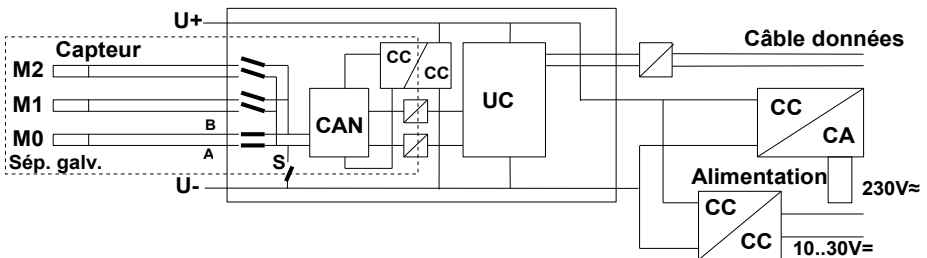 U+
Capteur
Câble données
M2
CC
CC
M1
UC
CAN
CC
CA
B
M0
A
Sép. galv.
S
U-
Alimentation
230V≈
CC
CC
10..30V=